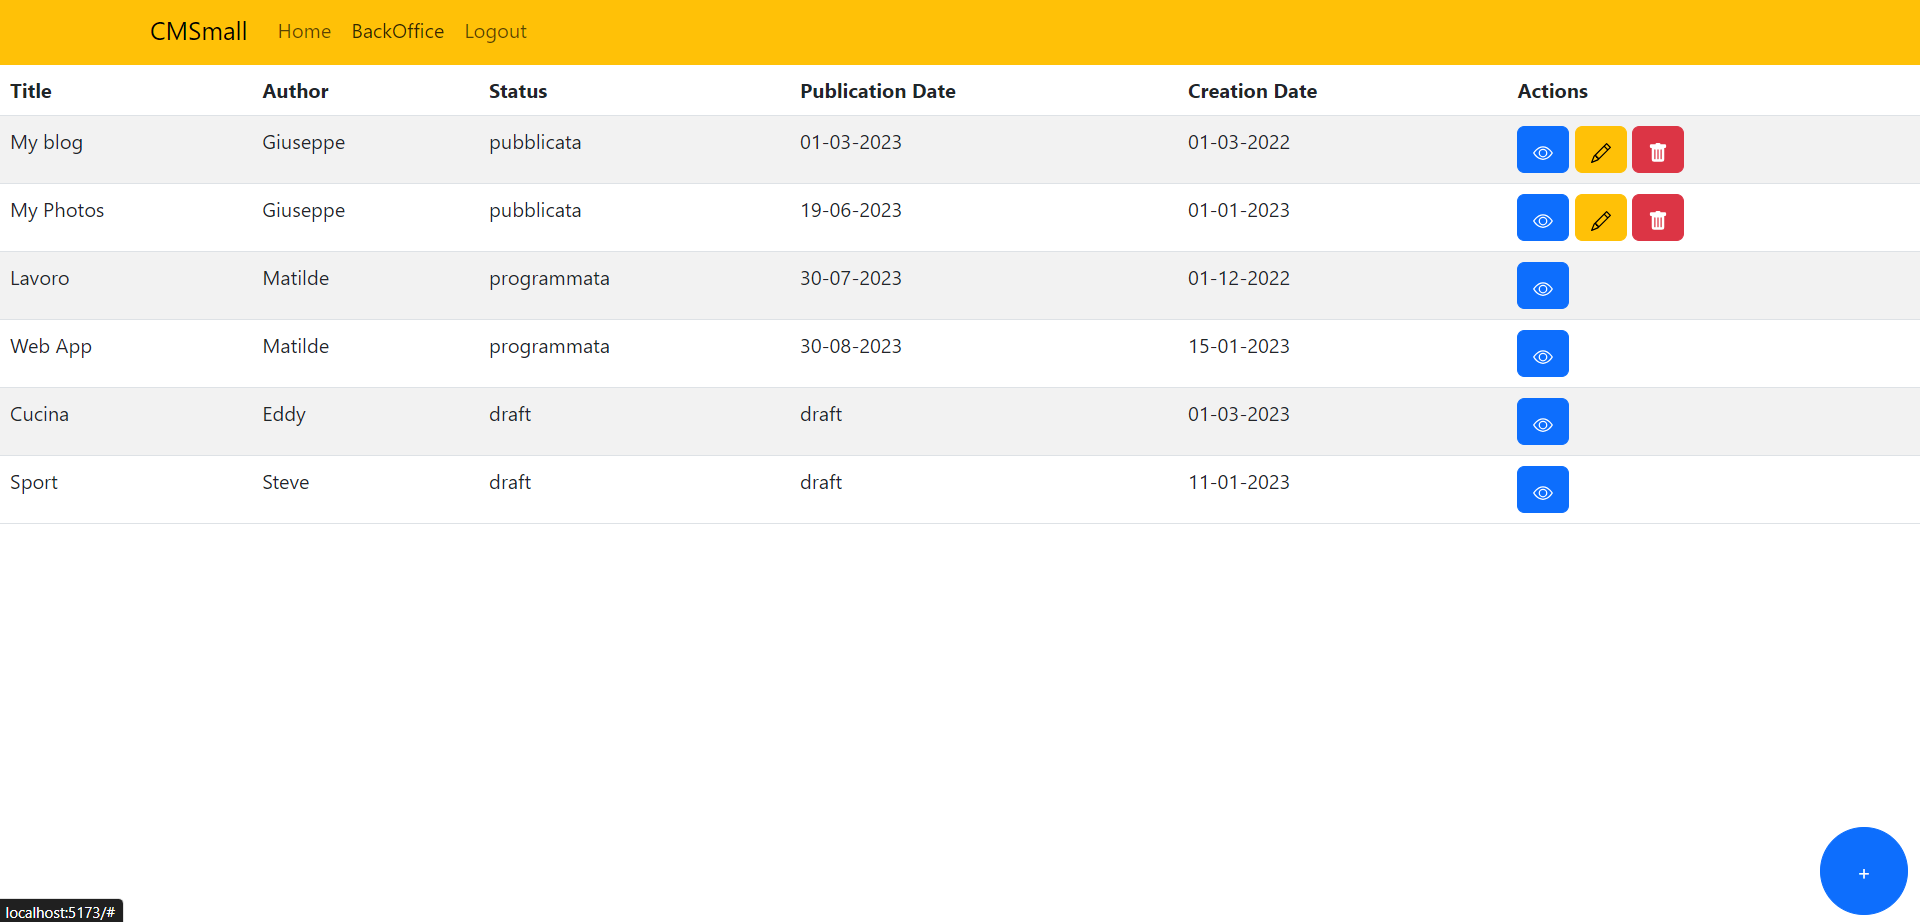 CMSmall Home BackOffice Logout
Title Author Status Publication Date Creation Date Actions
My blog Giuseppe pubblicata 01-03-2023 01-03-2022
My Photos Giuseppe pubblicata 19-06-2023 01-01-2023
Lavoro Matilde programmata 30-07-2023 01-12-2022
Web App Matilde programmata 30-08-2023 15-01-2023
Cucina Eddy draft draft 01-03-2023
Sport Steve draft draft 11-01-2023
+
localhost:5173/#